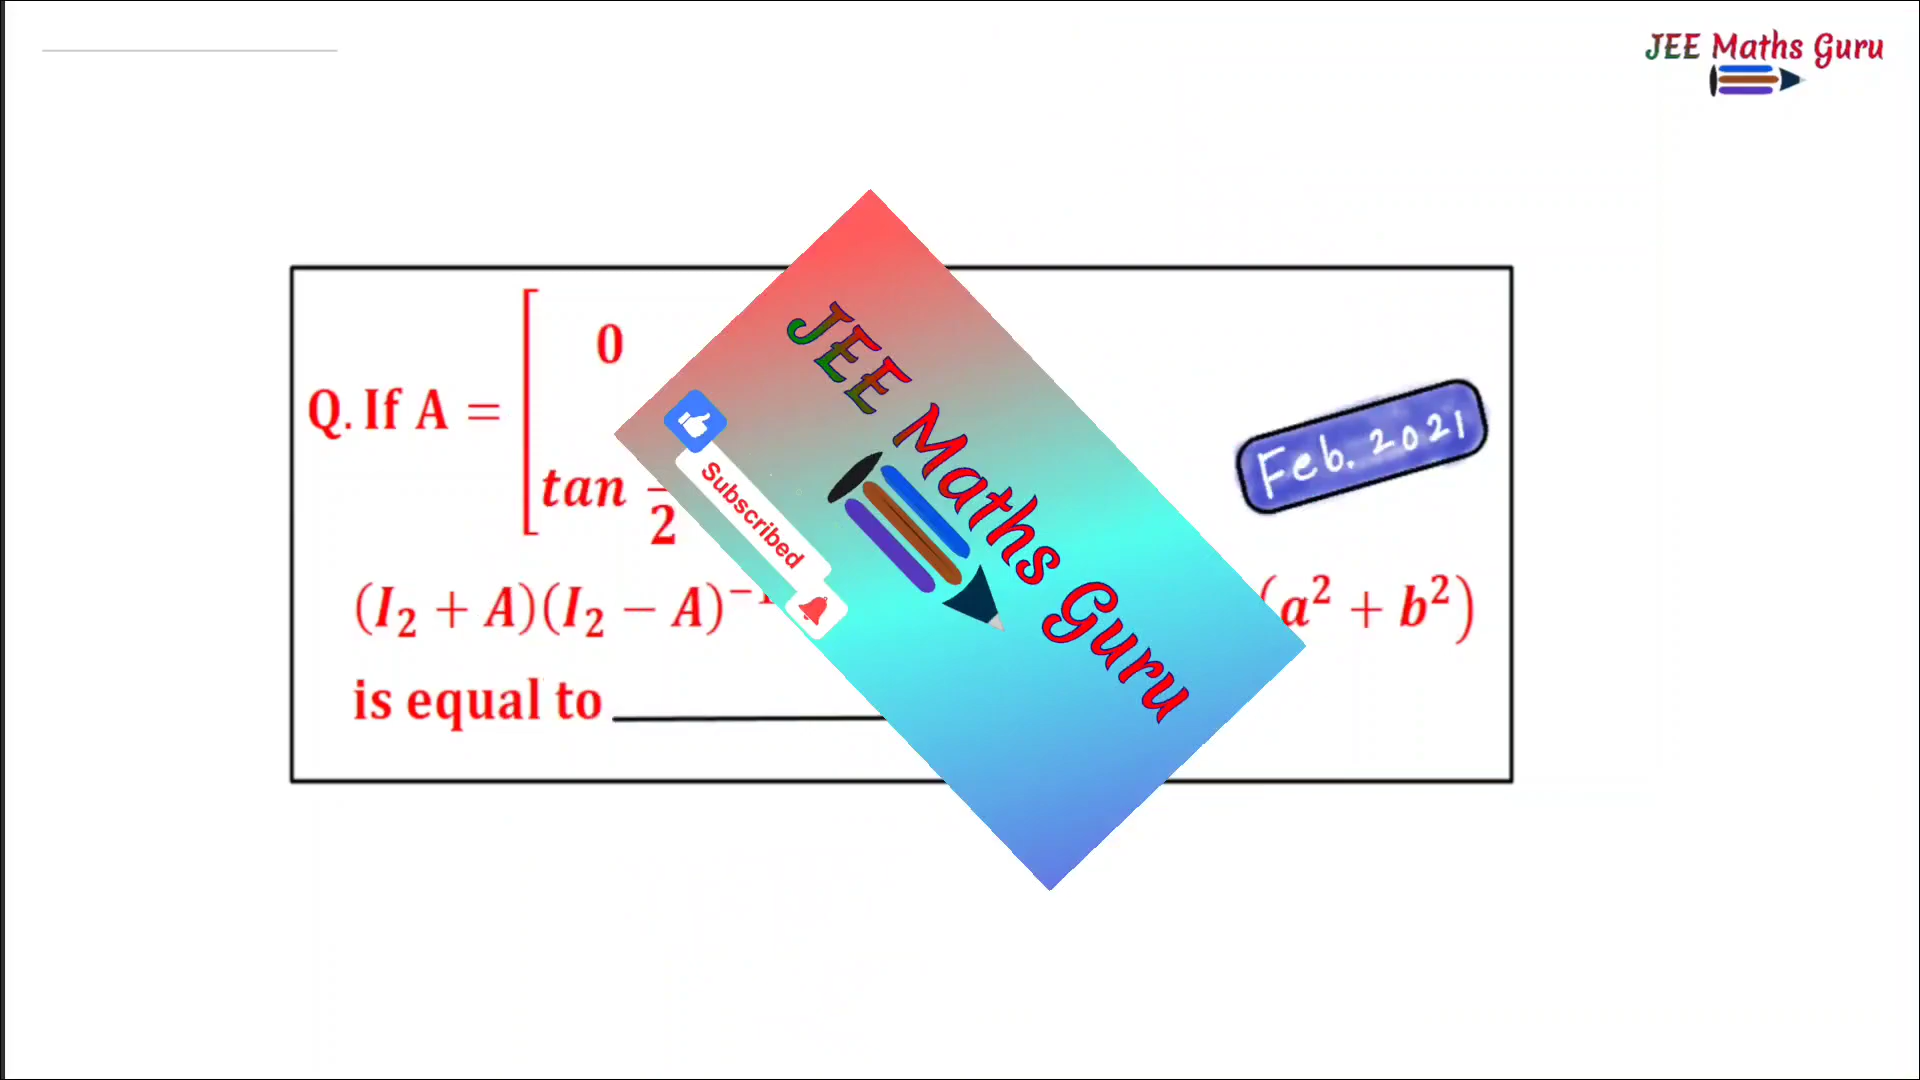 JEE Maths Guru
Q. If A = [ 0
tan — 2
Feb. 2021
(I₂ + A)(I₂ − A)⁻¹
(a² + b²)
is equal to
JEE Maths Guru
Subscribed